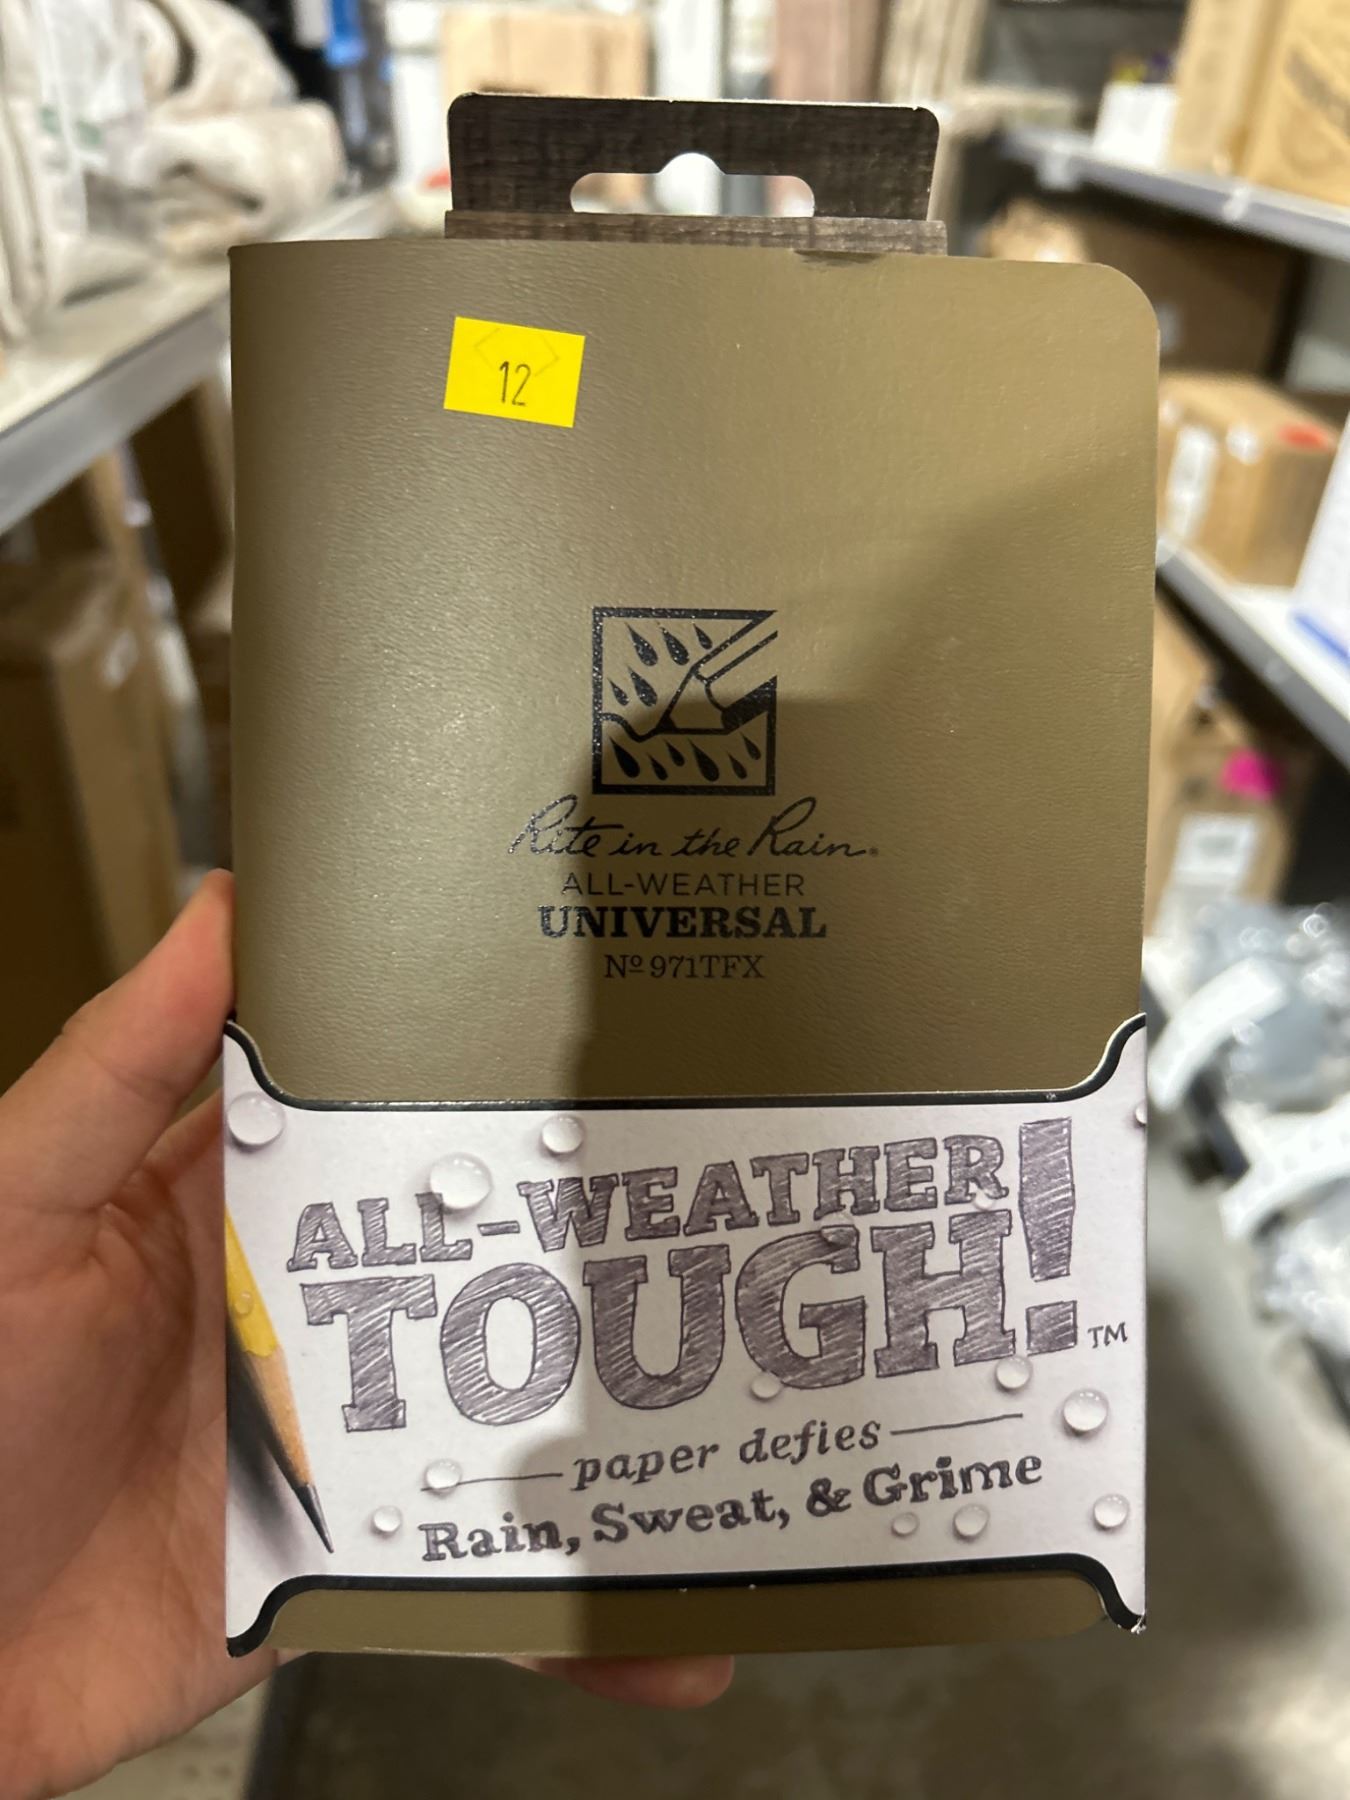 12
Rite in the Rain®
ALL-WEATHER
UNIVERSAL
Nº 971TFX
ALL-WEATHER
TOUGH!™
paper defies
Rain, Sweat, & Grime